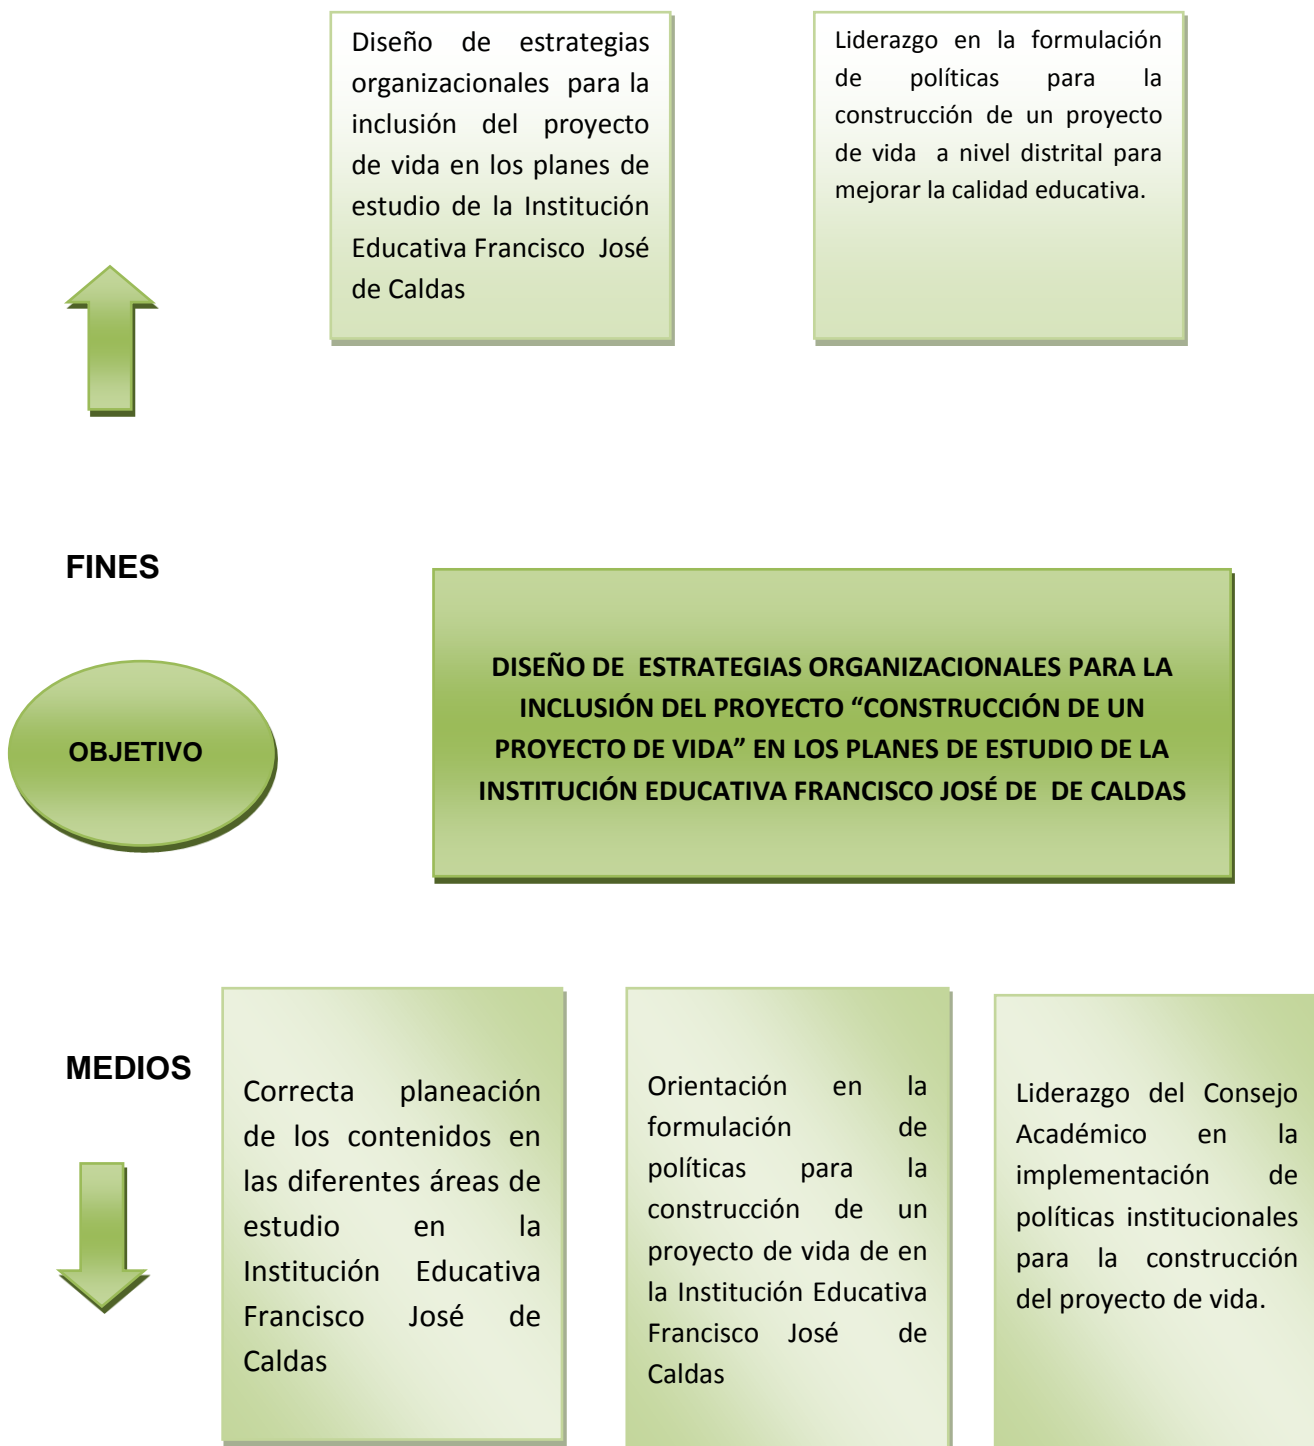 Diseño de estrategias
organizacionales para la
inclusión del proyecto
de vida en los planes de
estudio de la Institución
Educativa Francisco José
de Caldas
Liderazgo en la formulación
de políticas para la
construcción de un proyecto
de vida a nivel distrital para
mejorar la calidad educativa.
FINES
OBJETIVO
DISEÑO DE ESTRATEGIAS ORGANIZACIONALES PARA LA
INCLUSIÓN DEL PROYECTO “CONSTRUCCIÓN DE UN
PROYECTO DE VIDA” EN LOS PLANES DE ESTUDIO DE LA
INSTITUCIÓN EDUCATIVA FRANCISCO JOSÉ DE DE CALDAS
MEDIOS
Correcta planeación
de los contenidos en
las diferentes áreas de
estudio en la
Institución Educativa
Francisco José de
Caldas
Orientación en la
formulación de
políticas para la
construcción de un
proyecto de vida de en
la Institución Educativa
Francisco José de
Caldas
Liderazgo del Consejo
Académico en la
implementación de
políticas institucionales
para la construcción
del proyecto de vida.